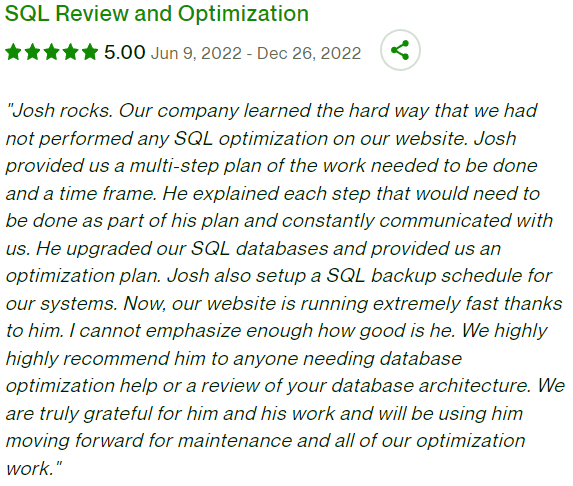 SQL Review and Optimization
5.00 Jun 9, 2022 - Dec 26, 2022
"Josh rocks. Our company learned the hard way that we had
not performed any SQL optimization on our website. Josh
provided us a multi-step plan of the work needed to be done
and a time frame. He explained each step that would need to
be done as part of his plan and constantly communicated with
us. He upgraded our SQL databases and provided us an
optimization plan. Josh also setup a SQL backup schedule for
our systems. Now, our website is running extremely fast thanks
to him. I cannot emphasize enough how good is he. We highly
highly recommend him to anyone needing database
optimization help or a review of your database architecture. We
are truly grateful for him and his work and will be using him
moving forward for maintenance and all of our optimization
work."